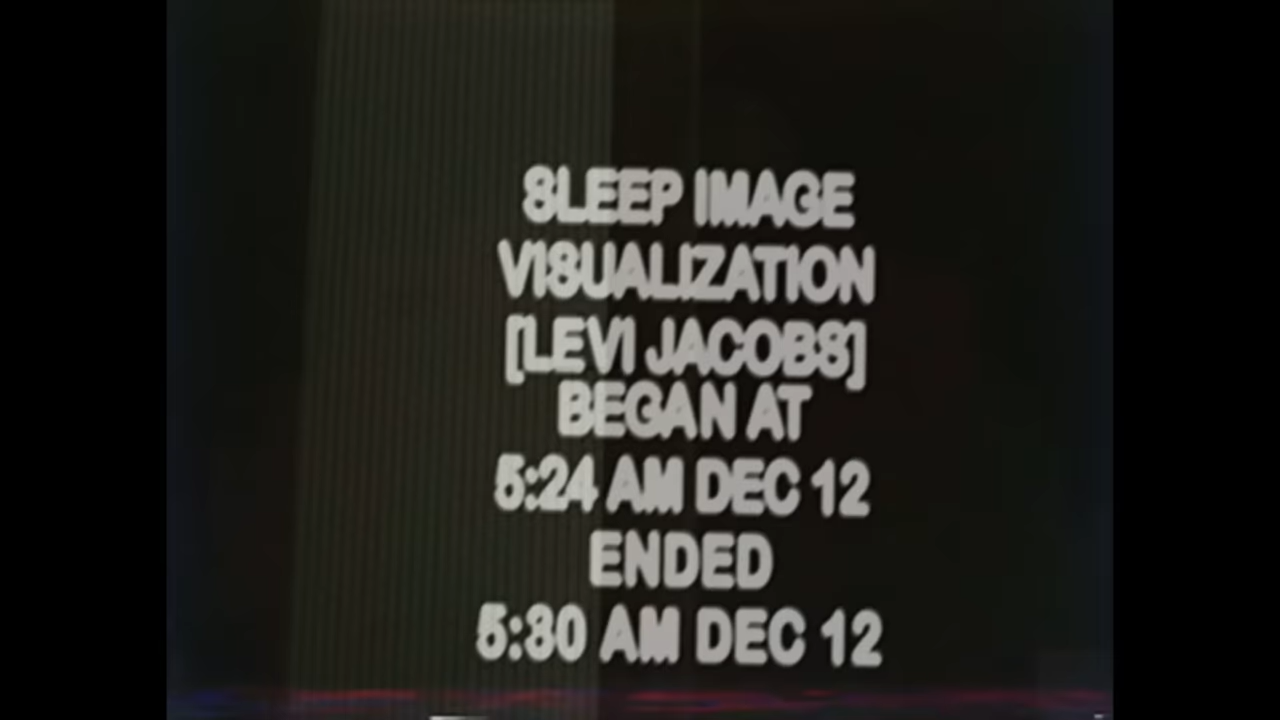 SLEEP IMAGE
VISUALIZATION
[LEVI JACOBS]
BEGAN AT
5:24 AM DEC 12
ENDED
5:30 AM DEC 12